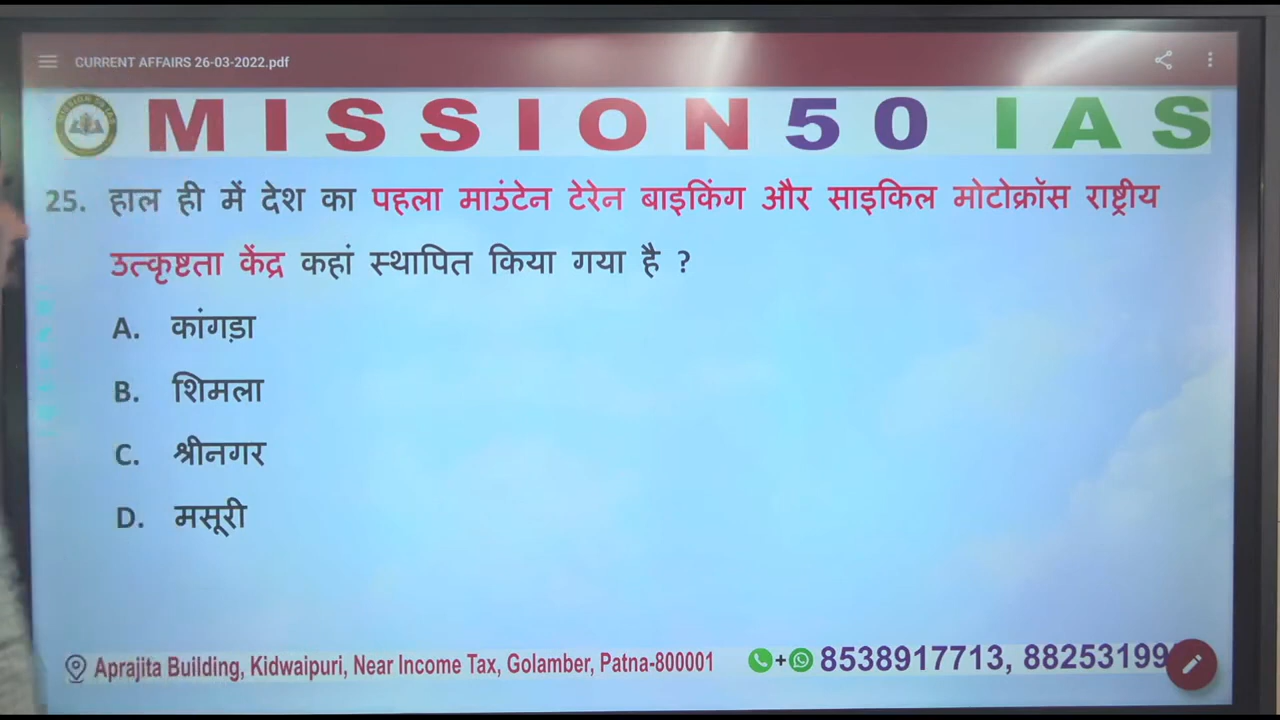 CURRENT AFFAIRS 26-03-2022.pdf
MISSION 50 IAS
25. हाल ही में देश का पहला माउंटेन टेरेन बाइकिंग और साइकिल मोटोक्रॉस राष्ट्रीय
उत्कृष्टता केंद्र कहां स्थापित किया गया है ?
A. कांगड़ा
B. शिमला
C. श्रीनगर
D. मसूरी
Aprajita Building, Kidwaipuri, Near Income Tax, Golamber, Patna-800001 + 8538917713, 88253199